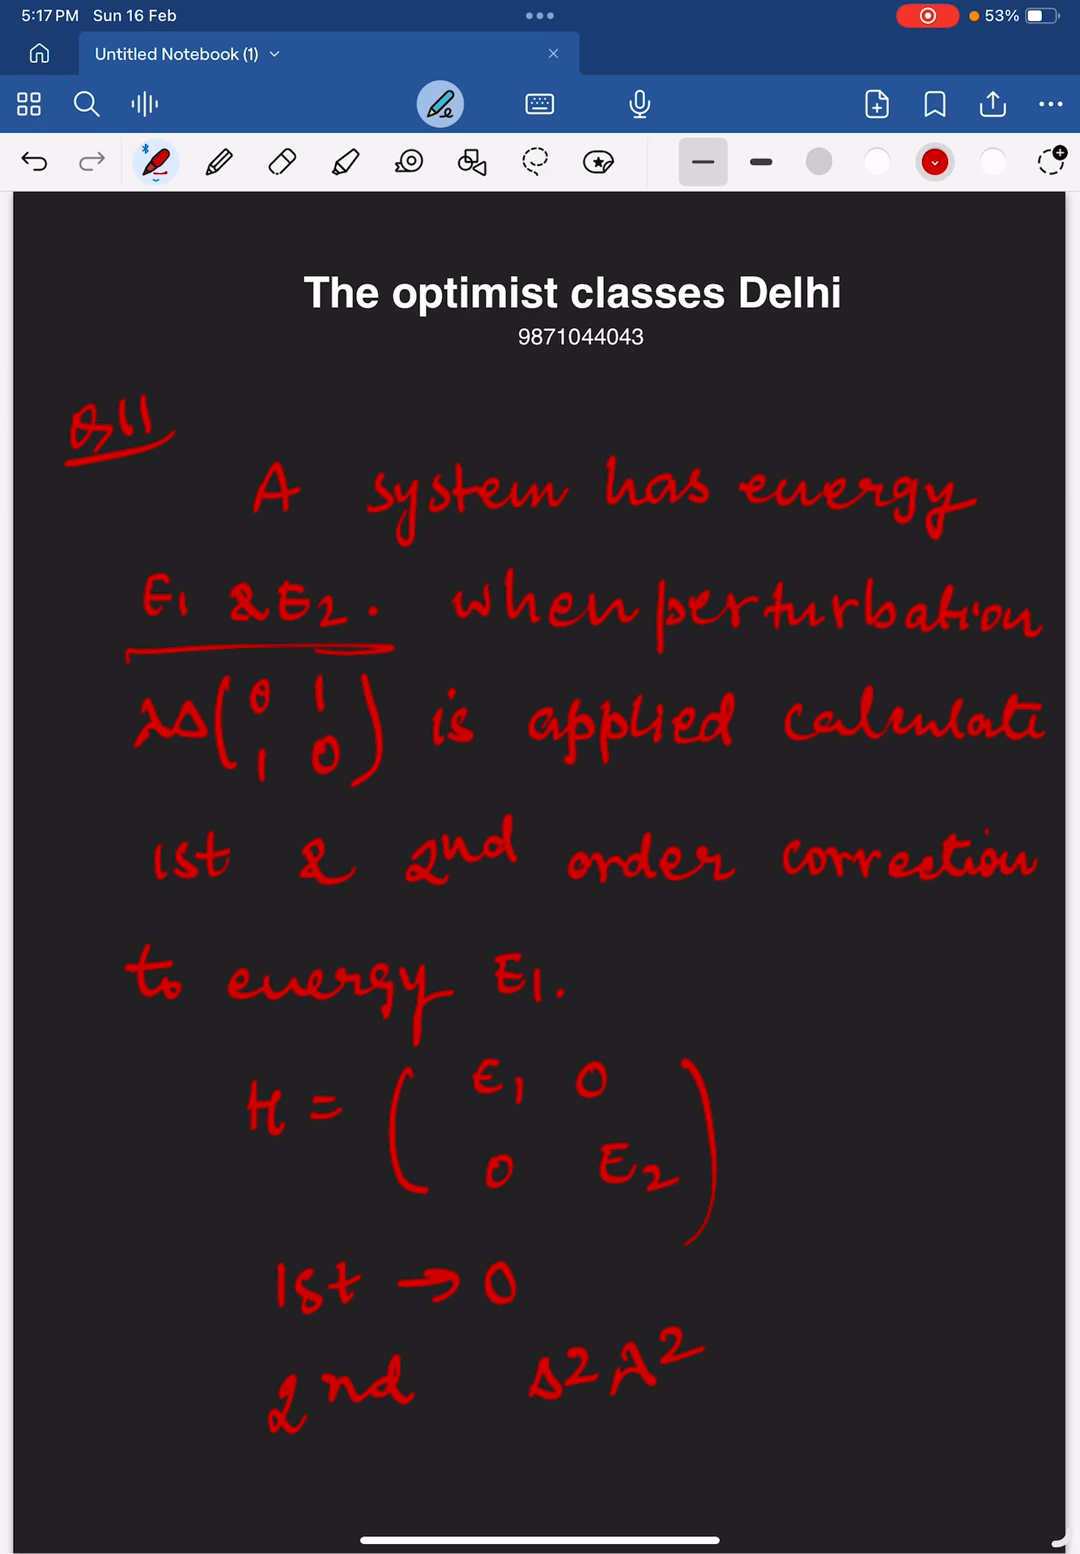 5:17 PM Sun 16 Feb
53%
Untitled Notebook (1)
The optimist classes Delhi
9871044043
Q11
A system has energy
E1 & E2. when perturbation
λΔ(0 1
1 0) is applied calculate
1st & 2nd order correction
to energy E1.
H = (E1 0
0 E2)
1st → 0
2nd Δ2λ2